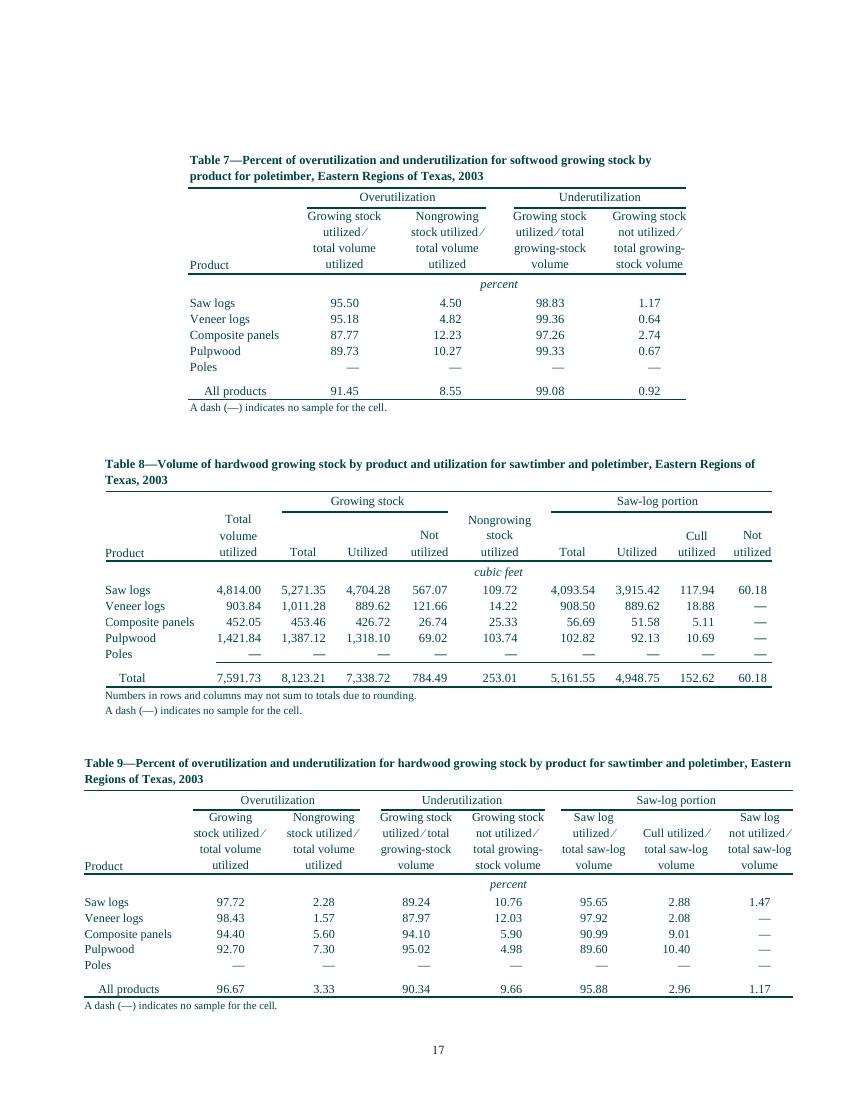 Table 7—Percent of overutilization and underutilization for softwood growing stock by
product for poletimber, Eastern Regions of Texas, 2003
Overutilization Underutilization
Growing stock Nongrowing Growing stock Growing stock
utilized ⁄ stock utilized ⁄ utilized ⁄ total not utilized ⁄
total volume total volume growing-stock total growing-
Product utilized utilized volume stock volume
percent
Saw logs 95.50 4.50 98.83 1.17
Veneer logs 95.18 4.82 99.36 0.64
Composite panels 87.77 12.23 97.26 2.74
Pulpwood 89.73 10.27 99.33 0.67
Poles — — — —
All products 91.45 8.55 99.08 0.92
A dash (—) indicates no sample for the cell.
Table 8—Volume of hardwood growing stock by product and utilization for sawtimber and poletimber, Eastern Regions of
Texas, 2003
Growing stock Saw-log portion
Total Nongrowing
volume Not stock Cull Not
Product utilized Total Utilized utilized utilized Total Utilized utilized utilized
cubic feet
Saw logs 4,814.00 5,271.35 4,704.28 567.07 109.72 4,093.54 3,915.42 117.94 60.18
Veneer logs 903.84 1,011.28 889.62 121.66 14.22 908.50 889.62 18.88 —
Composite panels 452.05 453.46 426.72 26.74 25.33 56.69 51.58 5.11 —
Pulpwood 1,421.84 1,387.12 1,318.10 69.02 103.74 102.82 92.13 10.69 —
Poles — — — — — — — — —
Total 7,591.73 8,123.21 7,338.72 784.49 253.01 5,161.55 4,948.75 152.62 60.18
Numbers in rows and columns may not sum to totals due to rounding.
A dash (—) indicates no sample for the cell.
Table 9—Percent of overutilization and underutilization for hardwood growing stock by product for sawtimber and poletimber, Eastern
Regions of Texas, 2003
Overutilization Underutilization Saw-log portion
Growing Nongrowing Growing stock Growing stock Saw log Saw log
stock utilized ⁄ stock utilized ⁄ utilized ⁄ total not utilized ⁄ utilized ⁄ Cull utilized ⁄ not utilized ⁄
total volume total volume growing-stock total growing- total saw-log total saw-log total saw-log
Product utilized utilized volume stock volume volume volume volume
percent
Saw logs 97.72 2.28 89.24 10.76 95.65 2.88 1.47
Veneer logs 98.43 1.57 87.97 12.03 97.92 2.08 —
Composite panels 94.40 5.60 94.10 5.90 90.99 9.01 —
Pulpwood 92.70 7.30 95.02 4.98 89.60 10.40 —
Poles — — — — — — —
All products 96.67 3.33 90.34 9.66 95.88 2.96 1.17
A dash (—) indicates no sample for the cell.
17